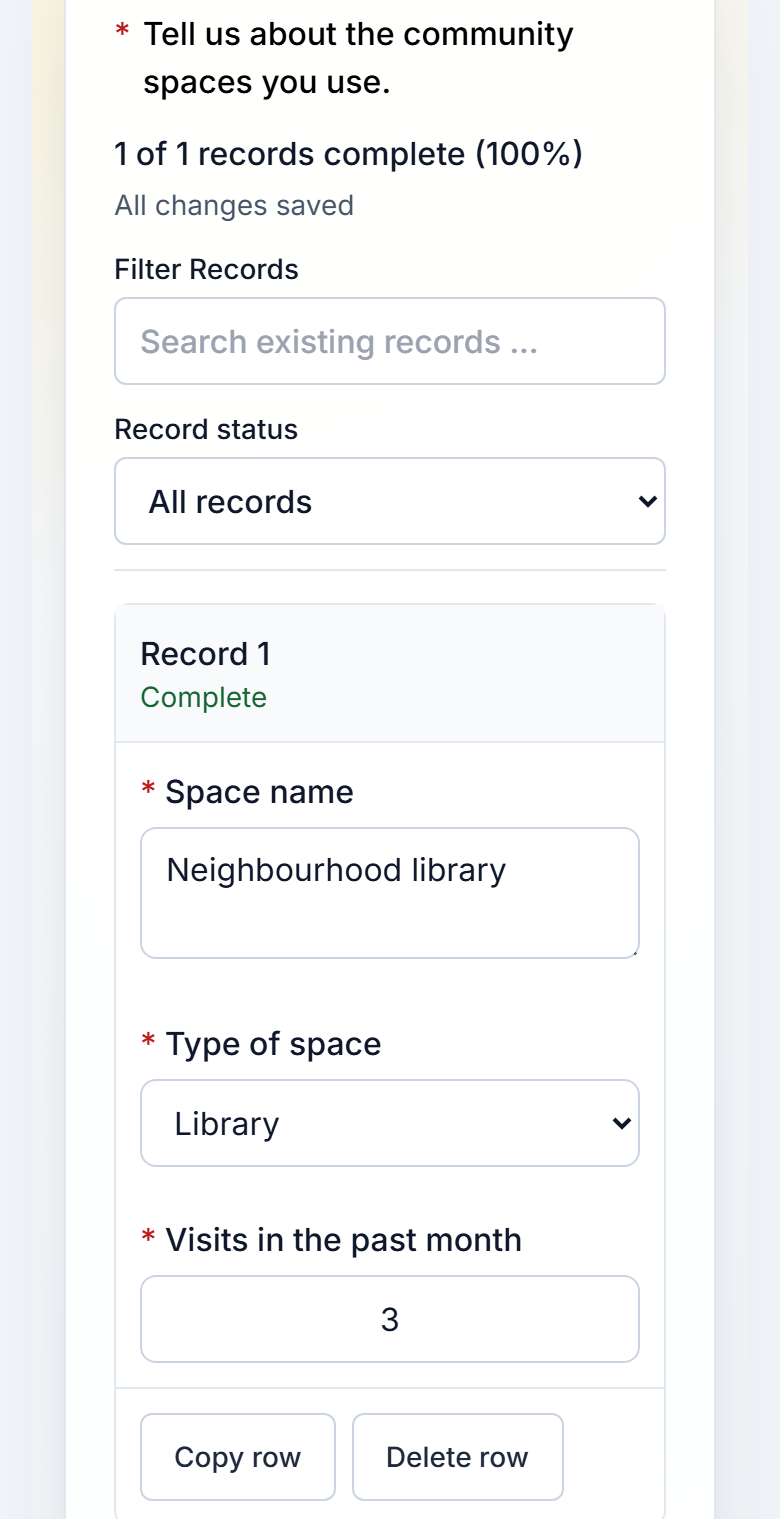 * Tell us about the community
spaces you use.
1 of 1 records complete (100%)
All changes saved
Filter Records
Search existing records ...
Record status
All records
Record 1
Complete
* Space name
Neighbourhood library
* Type of space
Library
* Visits in the past month
3
Copy row
Delete row